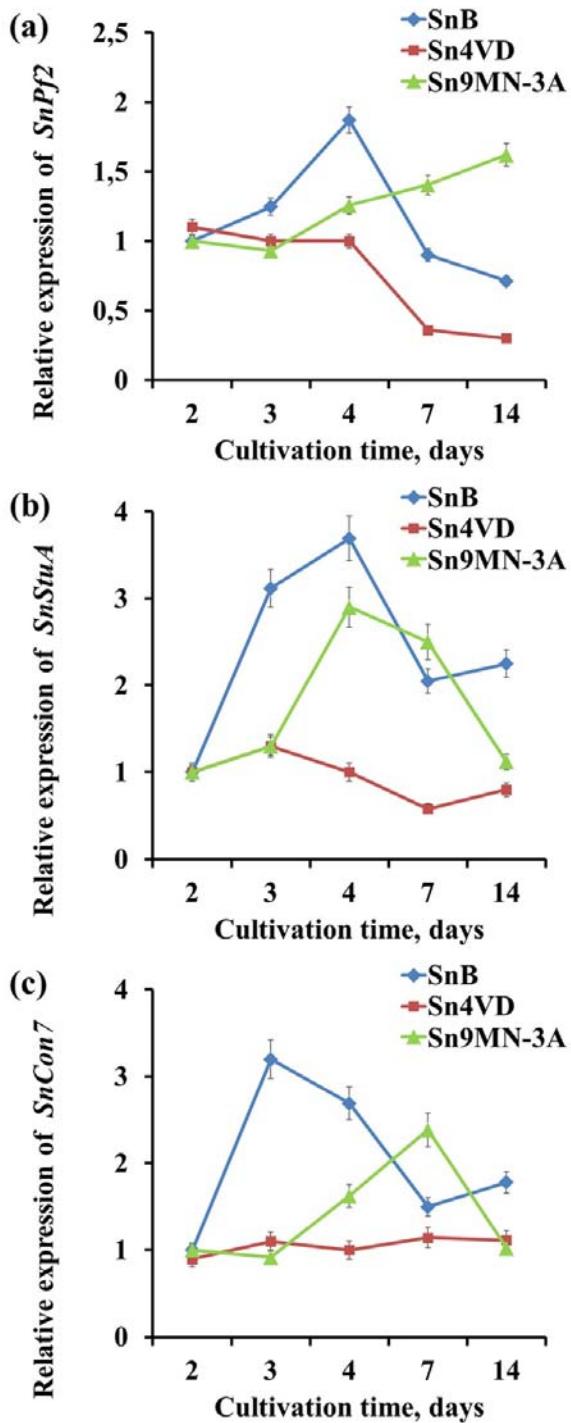 (a)
Relative expression of SnPf2
2,5
2
1,5
1
0,5
0
SnB
Sn4VD
Sn9MN-3A
2 3 4 7 14
Cultivation time, days
(b)
Relative expression of SnStuA
4
3
2
1
0
SnB
Sn4VD
Sn9MN-3A
2 3 4 7 14
Cultivation time, days
(c)
Relative expression of SnCon7
4
3
2
1
0
SnB
Sn4VD
Sn9MN-3A
2 3 4 7 14
Cultivation time, days